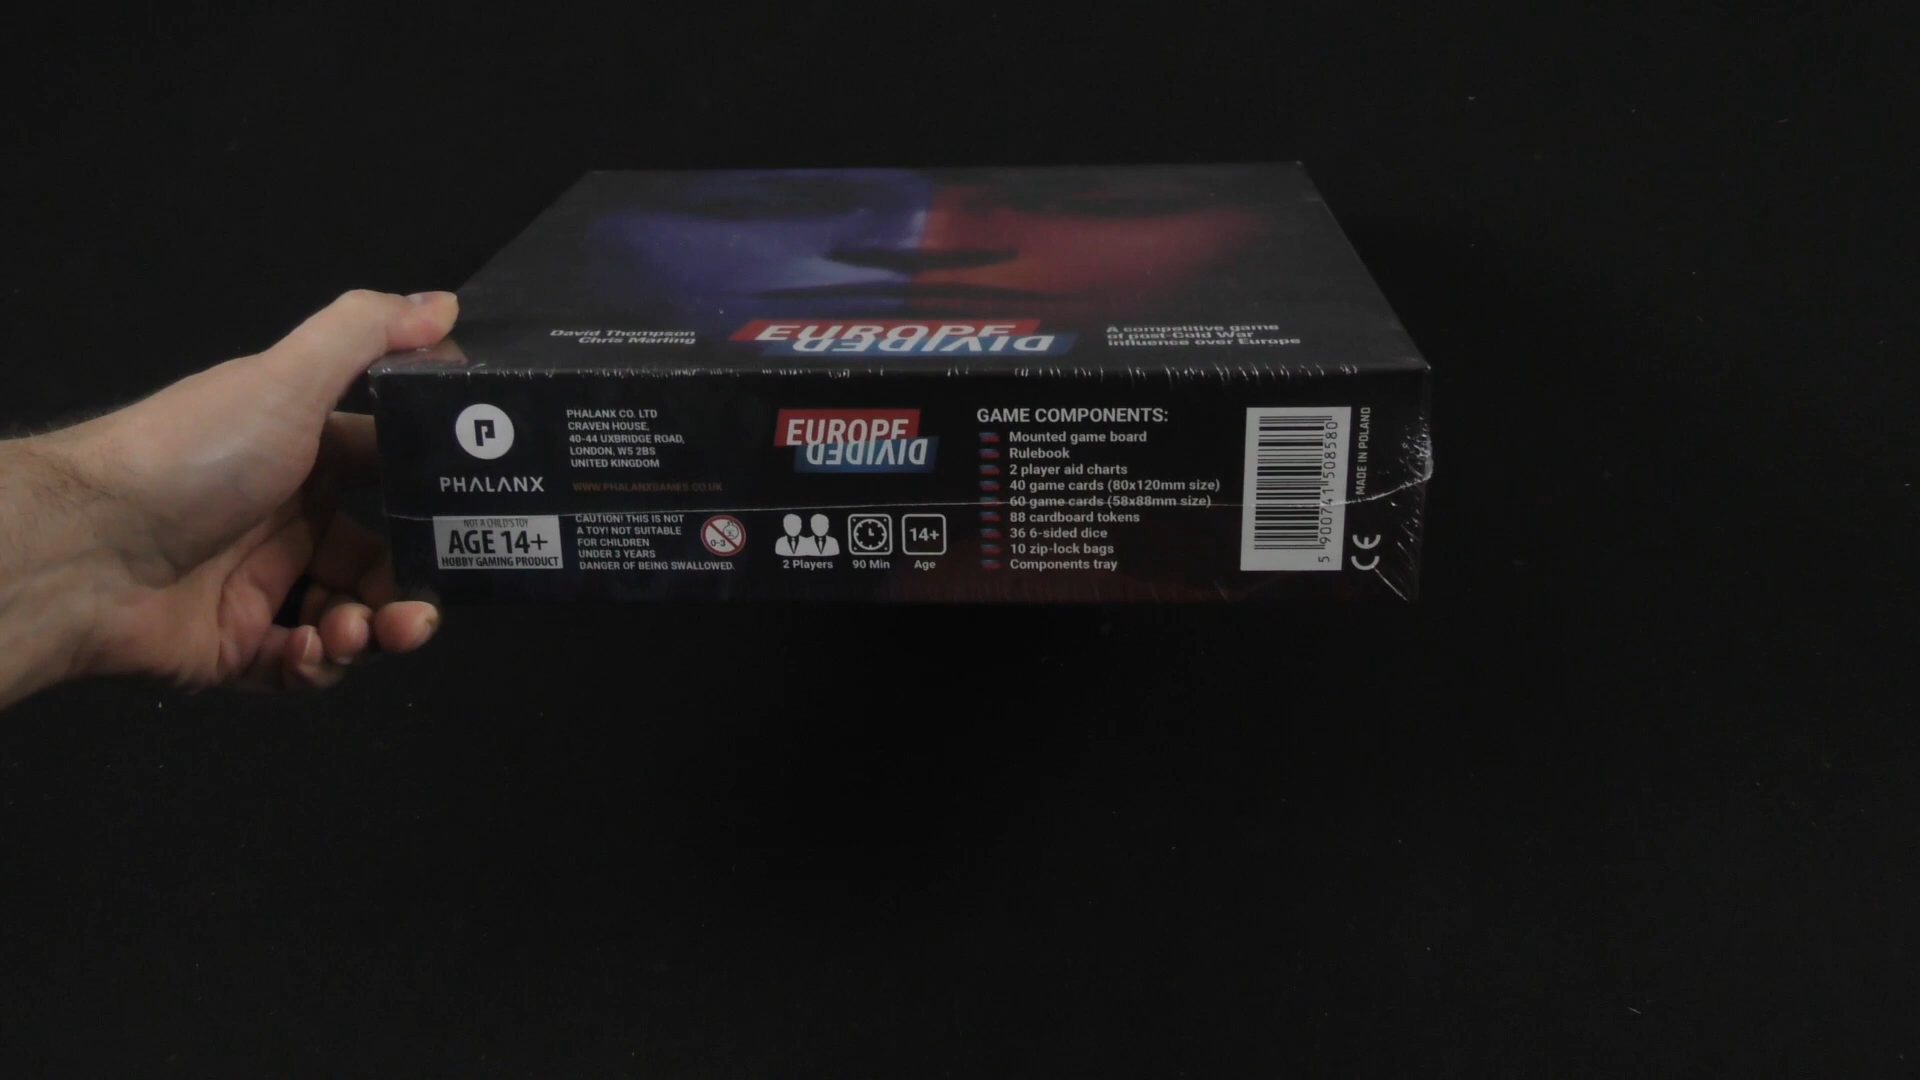 David Thompson
Chris Marling
EUROPE
DIVIDED
A competitive game
of post-Cold War
influence over Europe
PHALANX
PHALANX CO. LTD
CRAVEN HOUSE,
40-44 UXBRIDGE ROAD,
LONDON, W5 2BS
UNITED KINGDOM
WWW.PHALANXGAMES.CO.UK
NOT A CHILD'S TOY
AGE 14+
HOBBY GAMING PRODUCT
CAUTION! THIS IS NOT
A TOY! NOT SUITABLE
FOR CHILDREN
UNDER 3 YEARS
DANGER OF BEING SWALLOWED.
0-3
EUROPE
DIVIDED
2 Players
90 Min
14+
Age
GAME COMPONENTS:
Mounted game board
Rulebook
2 player aid charts
40 game cards (80x120mm size)
60 game cards (58x88mm size)
88 cardboard tokens
36 6-sided dice
10 zip-lock bags
Components tray
5 900741 508580
MADE IN POLAND
CE